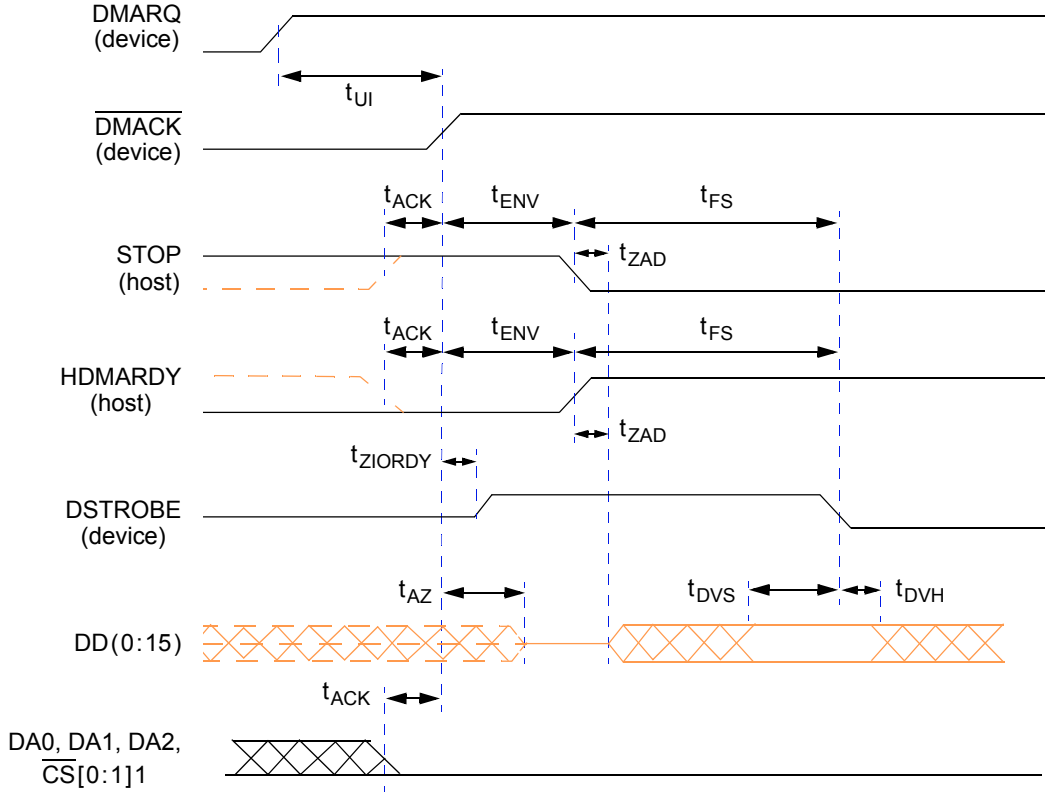 DMARQ
(device)
tUI
DMACK
(device)
tACK
tENV
tFS
STOP
(host)
tZAD
tACK
tENV
tFS
HDMARDY
(host)
tZAD
tZIORDY
DSTROBE
(device)
tAZ
tDVS
tDVH
DD(0:15)
tACK
DA0, DA1, DA2,
CS[0:1]1